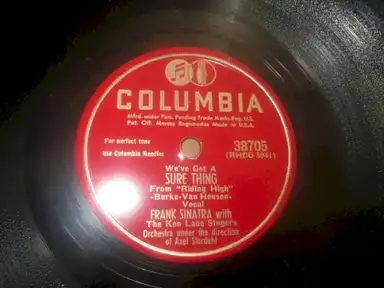 COLUMBIA
Mfd. under Pats. Pending Trade Marks Reg. U.S.
Pat. Off. Marcas Registradas Made in U.S.A.
For perfect tone
use Columbia Needles
38705
We've Got A
SURE THING
From "Riding High"
-Burke-Van Heusen-
Vocal
FRANK SINATRA with
The Ken Lane Singers
Orchestra under the direction
of Axel Stordahl